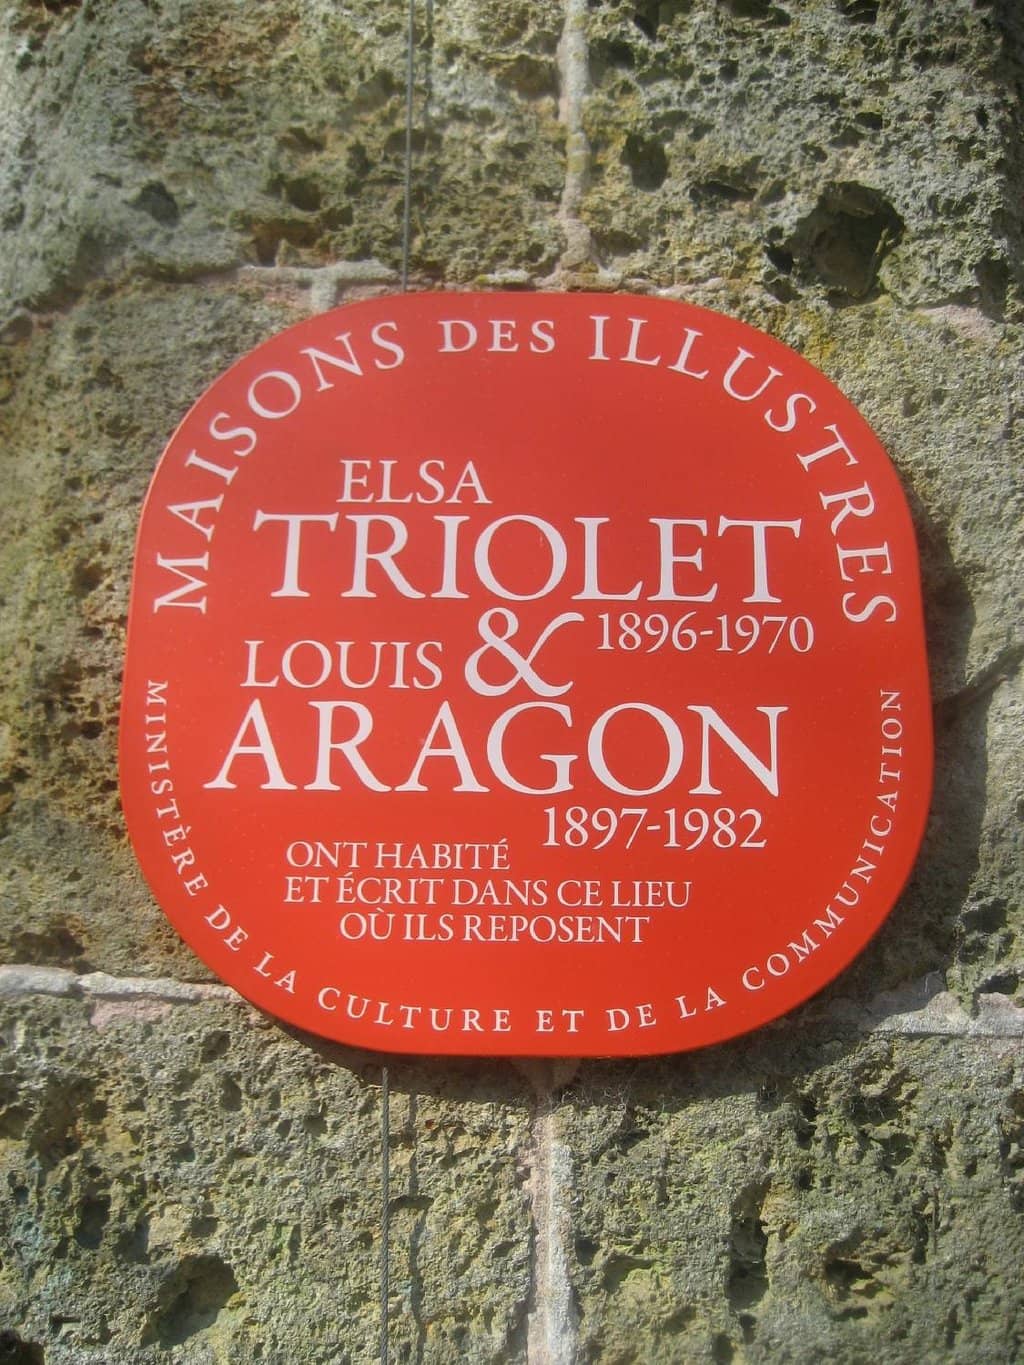 MAISONS DES ILLUSTRES
ELSA
TRIOLET
1896-1970
LOUIS &
ARAGON
1897-1982
ONT HABITÉ
ET ÉCRIT DANS CE LIEU
OÙ ILS REPOSENT
MINISTÈRE DE LA CULTURE ET DE LA COMMUNICATION